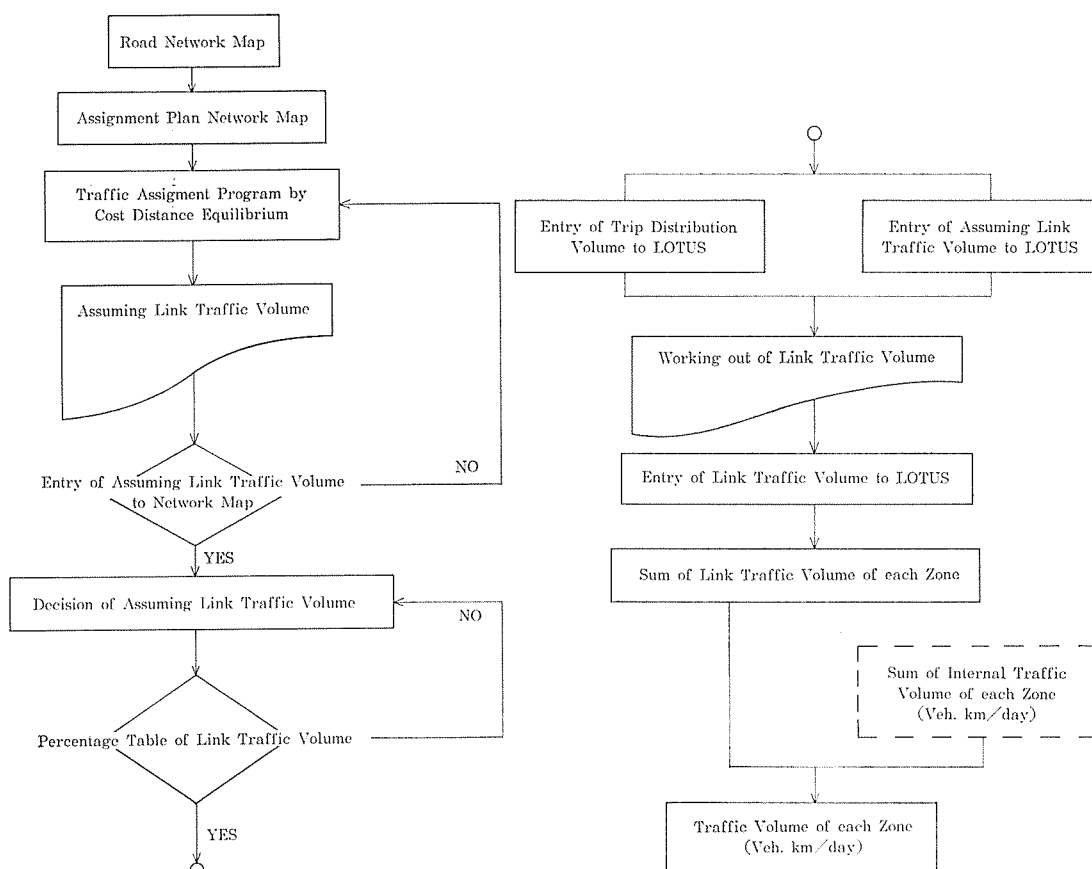 Road Network Map
Assignment Plan Network Map
Traffic Assigment Program by
Cost Distance Equilibrium
Assuming Link Traffic Volume
Entry of Assuming Link Traffic Volume
to Network Map
NO
YES
Decision of Assuming Link Traffic Volume
NO
Percentage Table of Link Traffic Volume
YES
Entry of Trip Distribution
Volume to LOTUS
Entry of Assuming Link
Traffic Volume to LOTUS
Working out of Link Traffic Volume
Entry of Link Traffic Volume to LOTUS
Sum of Link Traffic Volume of each Zone
Sum of Internal Traffic
Volume of each Zone
(Veh. km/day)
Traffic Volume of each Zone
(Veh. km/day)